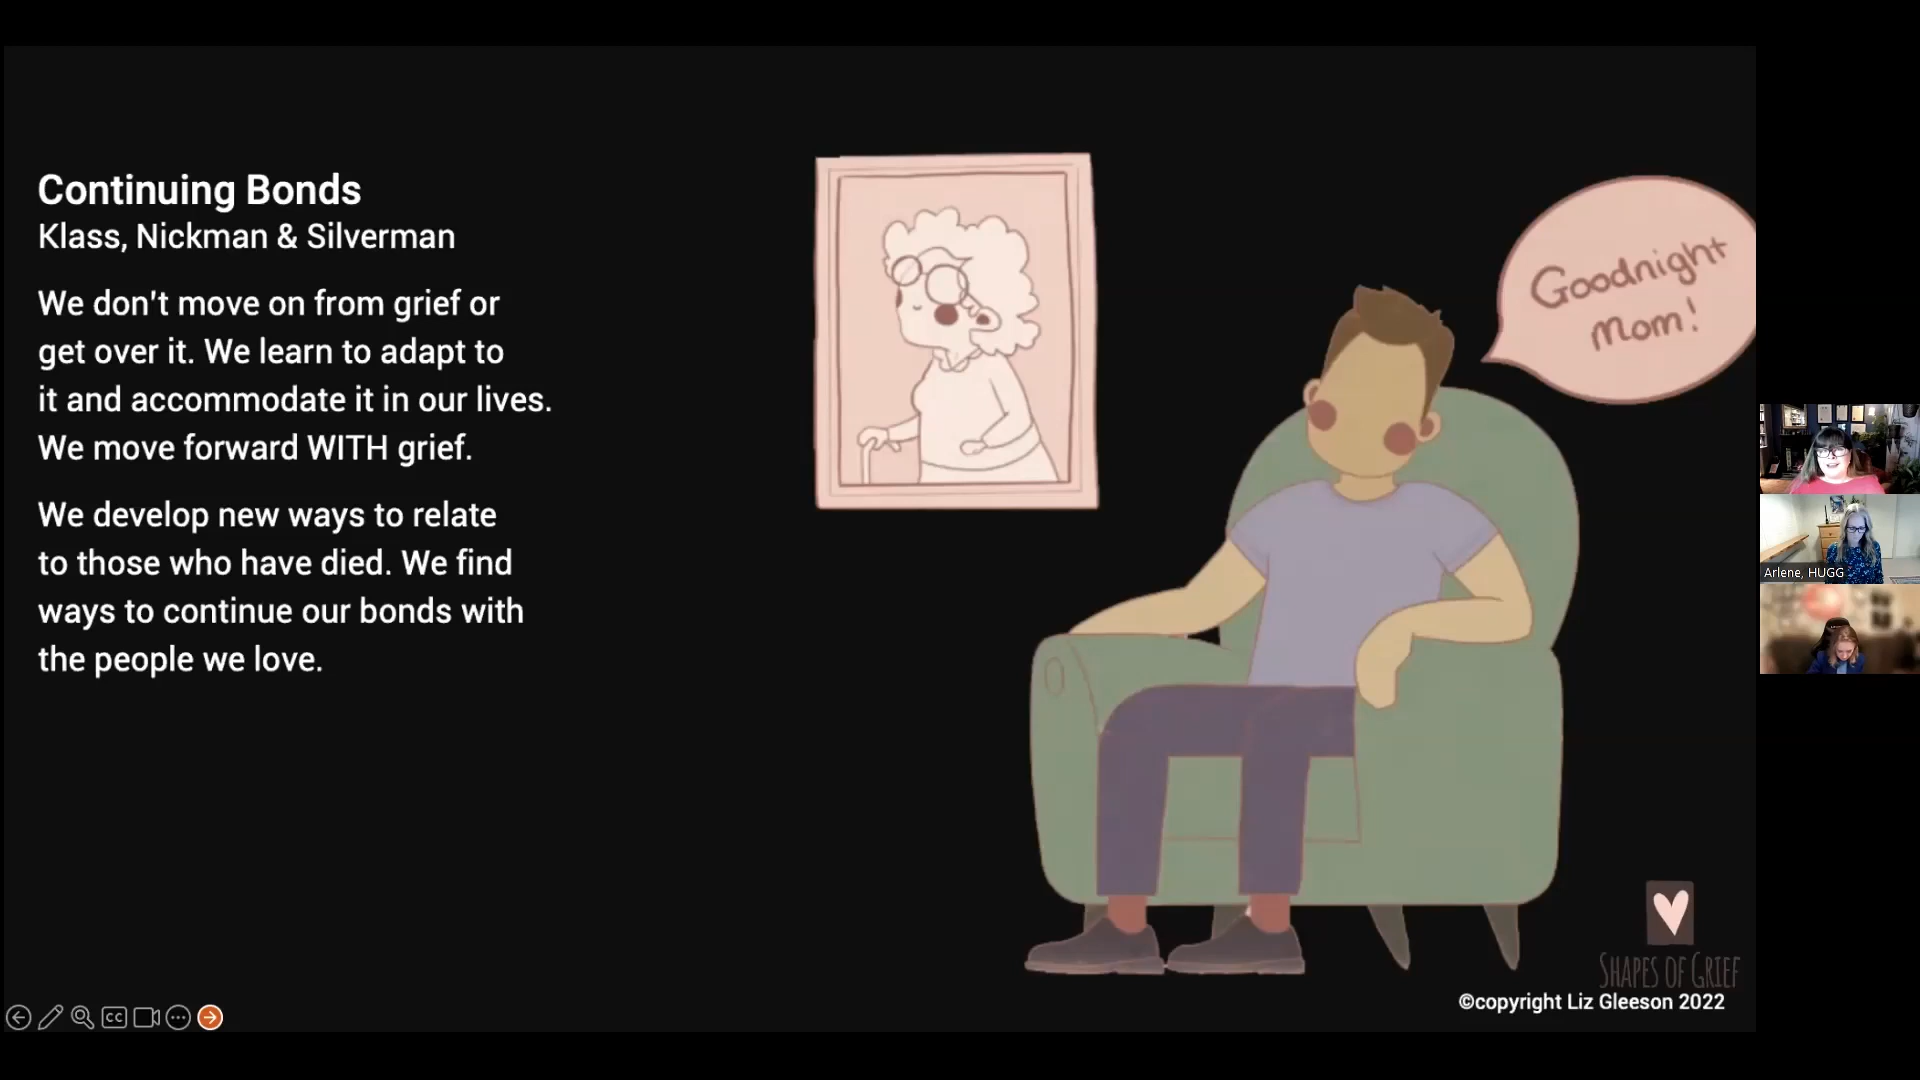 Continuing Bonds
Klass, Nickman & Silverman
We don't move on from grief or
get over it. We learn to adapt to
it and accommodate it in our lives.
We move forward WITH grief.
We develop new ways to relate
to those who have died. We find
ways to continue our bonds with
the people we love.
Goodnight
Mom!
Arlene, HUGG
SHAPES OF GRIEF
©copyright Liz Gleeson 2022
CC